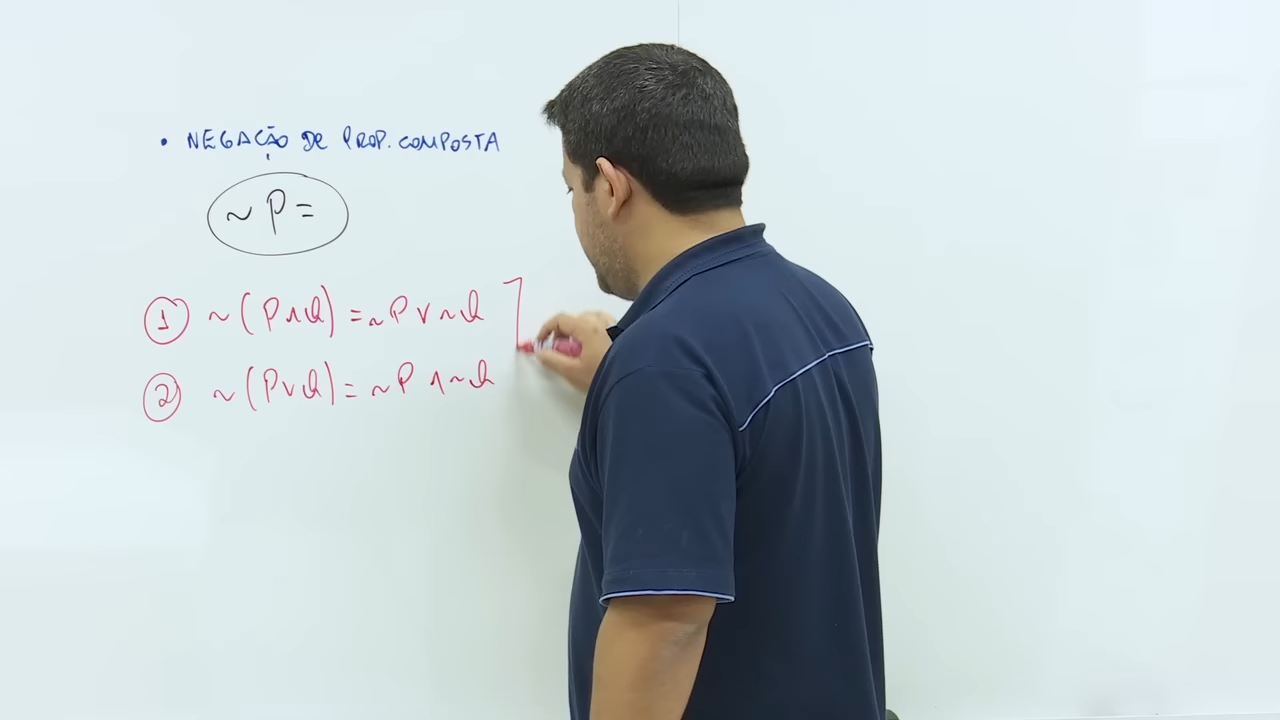 • NEGAÇÃO DE PROP. COMPOSTA
~P=
1 ~(P∧Q)=~P∨~Q
2 ~(P∨Q)=~P∧~Q